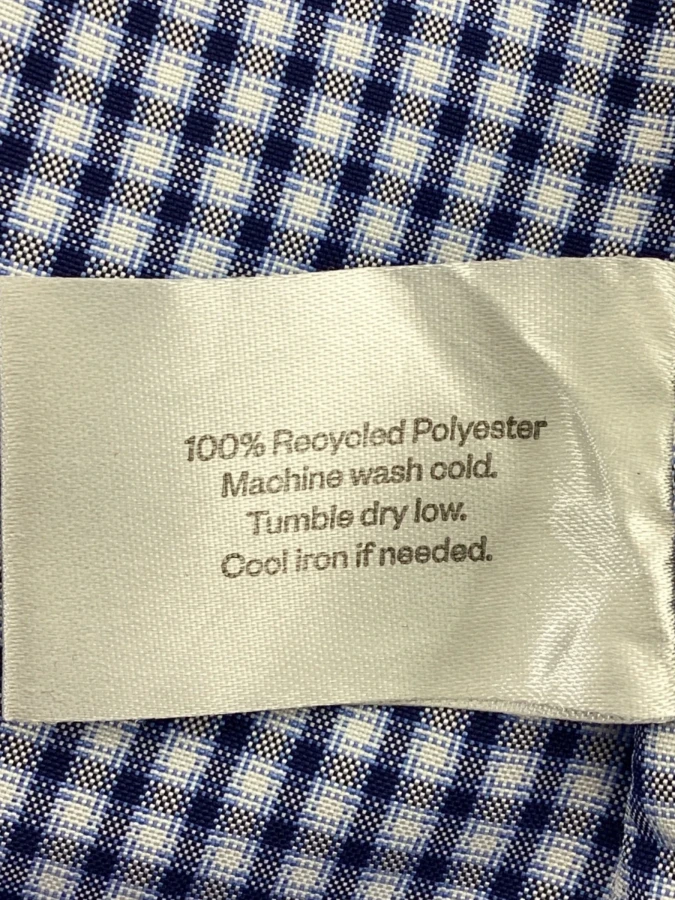 100% Recycled Polyester
Machine wash cold.
Tumble dry low.
Cool iron if needed.